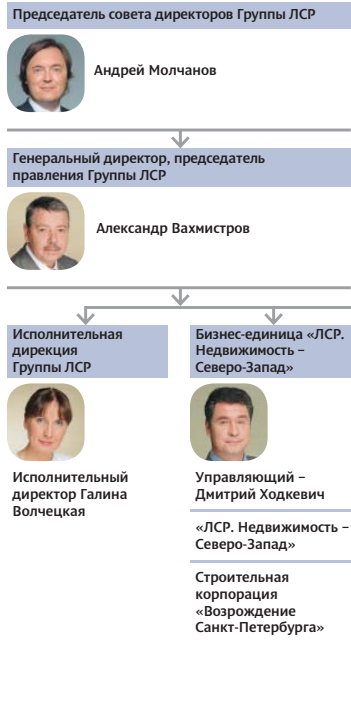 Председатель совета директоров Группы ЛСР
Андрей Молчанов
Генеральный директор, председатель
правления Группы ЛСР
Александр Вахмистров
Исполнительная
дирекция
Группы ЛСР
Исполнительный
директор Галина
Волчецкая
Бизнес-единица «ЛСР.
Недвижимость –
Северо-Запад»
Управляющий –
Дмитрий Ходкевич
«ЛСР. Недвижимость –
Северо-Запад»
Строительная
корпорация
«Возрождение
Санкт-Петербурга»